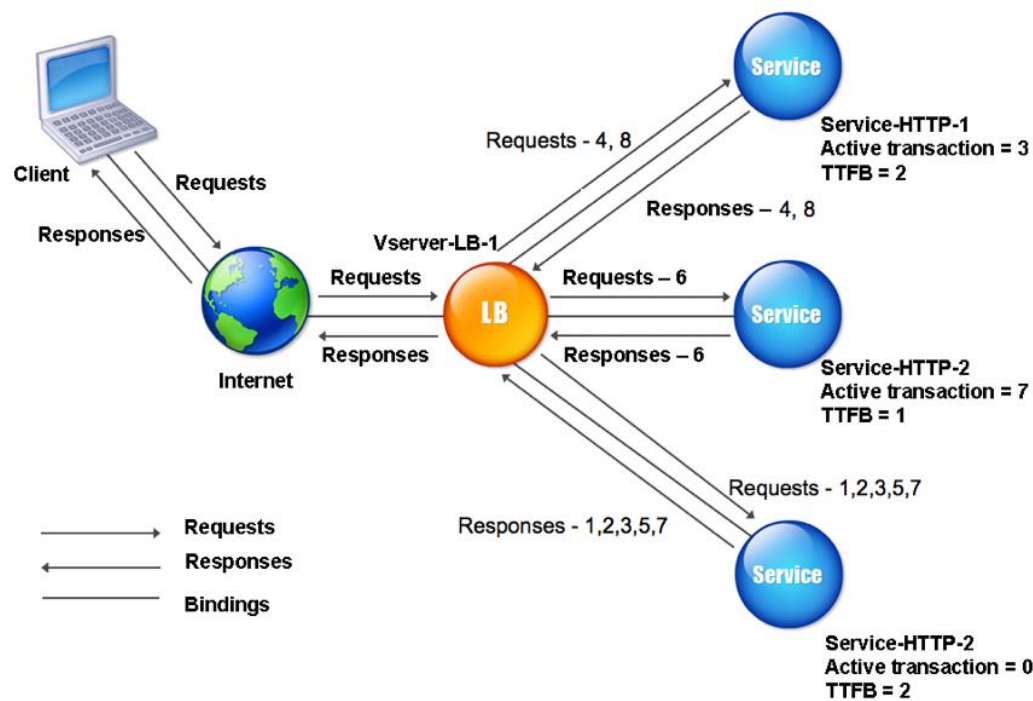 Service
Service-HTTP-1
Active transaction = 3
TTFB = 2
Requests - 4, 8
Responses – 4, 8
Client
Requests
Responses
Vserver-LB-1
Requests
LB
Responses
Internet
Requests – 6
Responses – 6
Service
Service-HTTP-2
Active transaction = 7
TTFB = 1
Requests - 1,2,3,5,7
Responses - 1,2,3,5,7
Service
Service-HTTP-2
Active transaction = 0
TTFB = 2
Requests
Responses
Bindings